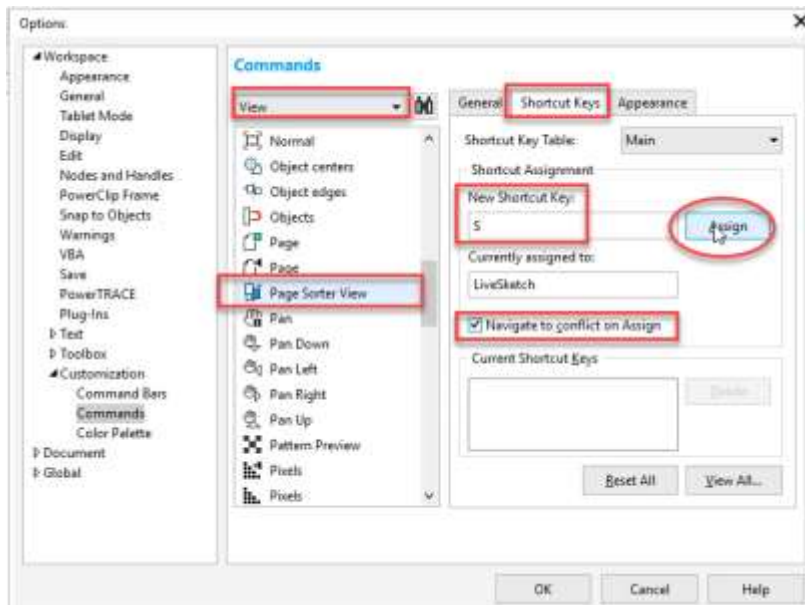 Options
Workspace
Appearance
General
Tablet Mode
Display
Edit
Nodes and Handles
PowerClip Frame
Snap to Objects
Warnings
VBA
Save
PowerTRACE
Plug-Ins
Text
Toolbox
Customization
Command Bars
Commands
Color Palette
Document
Global
Commands
View
Normal
Object centers
Object edges
Objects
Page
Page
Page Sorter View
Pan
Pan Down
Pan Left
Pan Right
Pan Up
Pattern Preview
Pixels
Pixels
General Shortcut Keys Appearance
Shortcut Key Table: Main
Shortcut Assignment
New Shortcut Key:
S Assign
Currently assigned to:
LiveSketch
Navigate to conflict on Assign
Current Shortcut Keys
Delete
Reset All View All...
OK Cancel Help